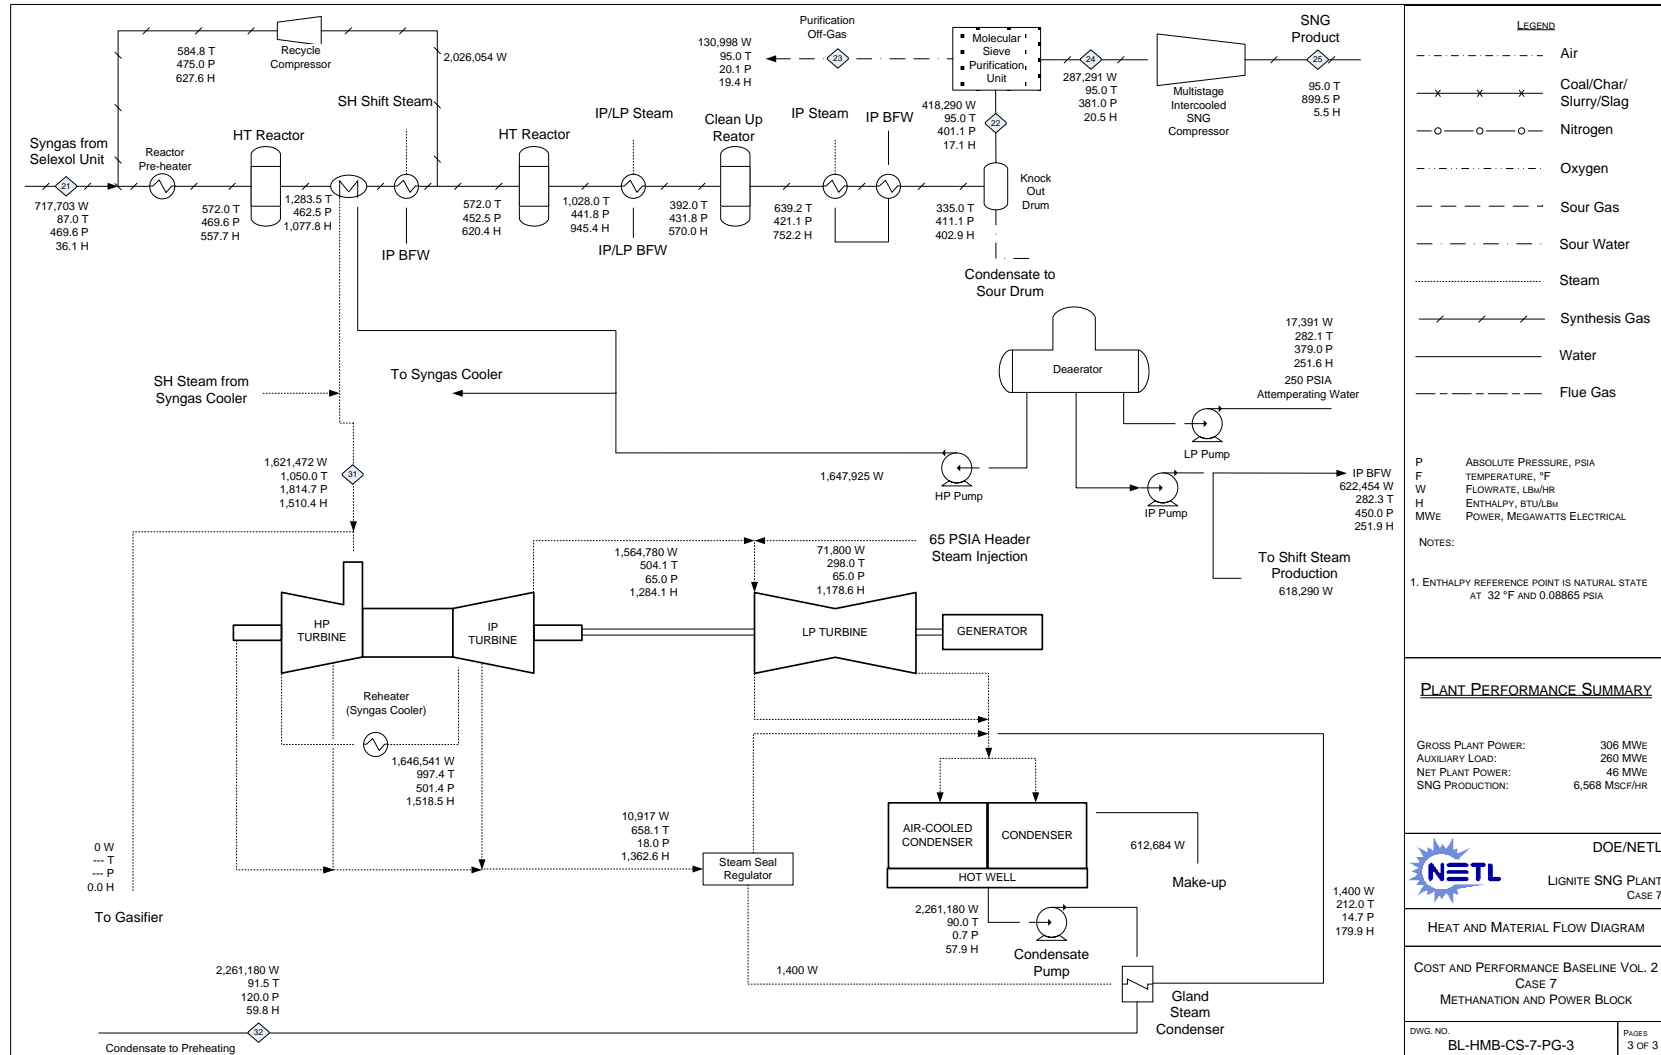 584.8 T
475.0 P
627.6 H
Recycle
Compressor
2,026,054 W
SH Shift Steam
Syngas from
Selexol Unit
21
717,703 W
87.0 T
469.6 P
36.1 H
Reactor
Pre-heater
HT Reactor
572.0 T
469.6 P
557.7 H
1,283.5 T
462.5 P
1,077.8 H
IP BFW
HT Reactor
572.0 T
452.5 P
620.4 H
IP/LP Steam
1,028.0 T
441.8 P
945.4 H
IP/LP BFW
Clean Up
Reator
392.0 T
431.8 P
570.0 H
IP Steam
IP BFW
639.2 T
421.1 P
752.2 H
335.0 T
411.1 P
402.9 H
Knock
Out
Drum
Condensate to
Sour Drum
Purification
Off-Gas
130,998 W
95.0 T
20.1 P
19.4 H
23
Molecular
Sieve
Purification
Unit
418,290 W
95.0 T
401.1 P
17.1 H
22
24
287,291 W
95.0 T
381.0 P
20.5 H
Multistage
Intercooled
SNG
Compressor
SNG
Product
25
95.0 T
899.5 P
5.5 H
SH Steam from
Syngas Cooler
To Syngas Cooler
Deaerator
17,391 W
282.1 T
379.0 P
251.6 H
250 PSIA
Attemperating Water
LP Pump
1,647,925 W
HP Pump
IP Pump
IP BFW
622,454 W
282.3 T
450.0 P
251.9 H
To Shift Steam
Production
618,290 W
1,621,472 W
1,050.0 T
1,814.7 P
1,510.4 H
31
HP
TURBINE
IP
TURBINE
1,564,780 W
504.1 T
65.0 P
1,284.1 H
71,800 W
298.0 T
65.0 P
1,178.6 H
65 PSIA Header
Steam Injection
LP TURBINE
GENERATOR
Reheater
(Syngas Cooler)
1,646,541 W
997.4 T
501.4 P
1,518.5 H
0 W
--- T
--- P
0.0 H
To Gasifier
10,917 W
658.1 T
18.0 P
1,362.6 H
Steam Seal
Regulator
AIR-COOLED
CONDENSER
CONDENSER
HOT WELL
612,684 W
Make-up
2,261,180 W
90.0 T
0.7 P
57.9 H
Condensate
Pump
1,400 W
212.0 T
14.7 P
179.9 H
1,400 W
Gland
Steam
Condenser
2,261,180 W
91.5 T
120.0 P
59.8 H
32
Condensate to Preheating
LEGEND
Air
Coal/Char/
Slurry/Slag
Nitrogen
Oxygen
Sour Gas
Sour Water
Steam
Synthesis Gas
Water
Flue Gas
P ABSOLUTE PRESSURE, PSIA
F TEMPERATURE, °F
W FLOWRATE, LBM/HR
H ENTHALPY, BTU/LBM
MWE POWER, MEGAWATTS ELECTRICAL
NOTES:
1. ENTHALPY REFERENCE POINT IS NATURAL STATE
AT 32 °F AND 0.08865 PSIA
PLANT PERFORMANCE SUMMARY
GROSS PLANT POWER: 306 MWE
AUXILIARY LOAD: 260 MWE
NET PLANT POWER: 46 MWE
SNG PRODUCTION: 6,568 MSCF/HR
NETL
DOE/NETL
LIGNITE SNG PLANT
CASE 7
HEAT AND MATERIAL FLOW DIAGRAM
COST AND PERFORMANCE BASELINE VOL. 2
CASE 7
METHANATION AND POWER BLOCK
DWG. NO.
BL-HMB-CS-7-PG-3
PAGES
3 OF 3